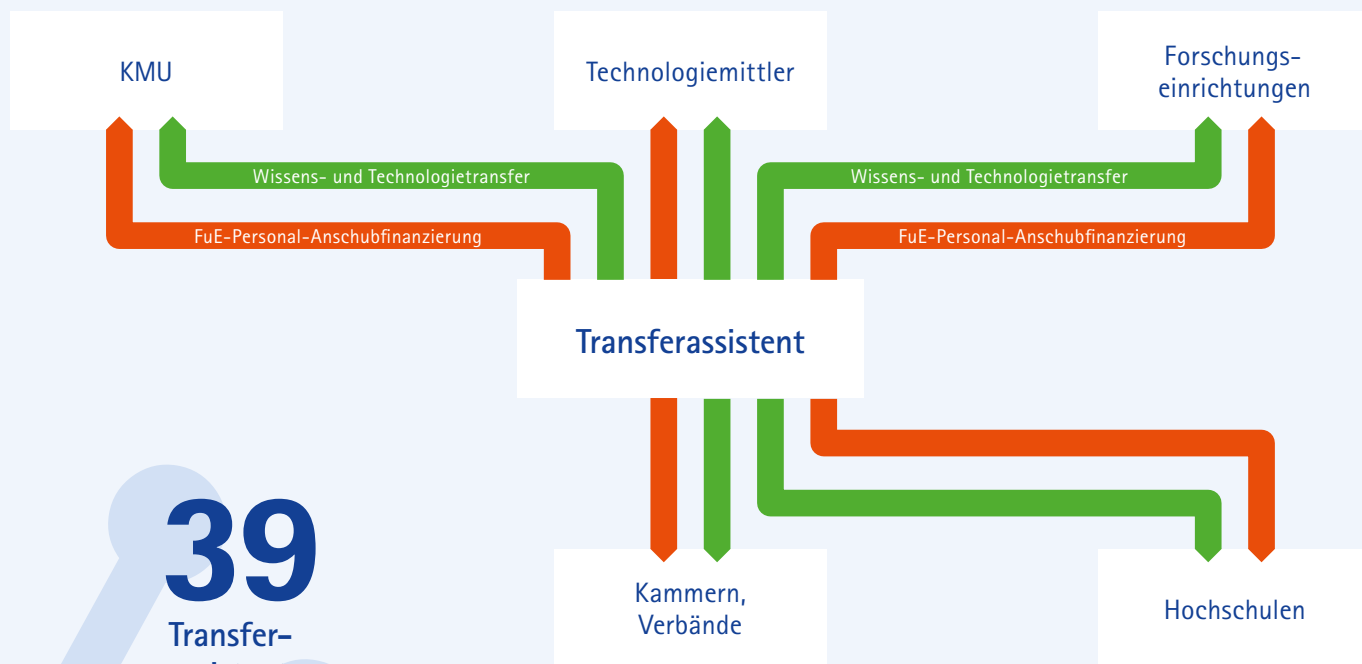 KMU
Technologiemittler
Forschungs-
einrichtungen
Wissens- und Technologietransfer
Wissens- und Technologietransfer
FuE-Personal-Anschubfinanzierung
FuE-Personal-Anschubfinanzierung
Transferassistent
39
Transfer-
Kammern,
Verbände
Hochschulen